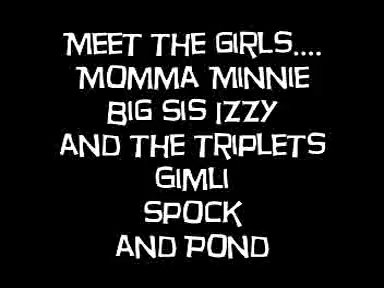 MEET THE GIRLS....
MOMMA MINNIE
BIG SIS IZZY
AND THE TRIPLETS
GIMLI
SPOCK
AND POND